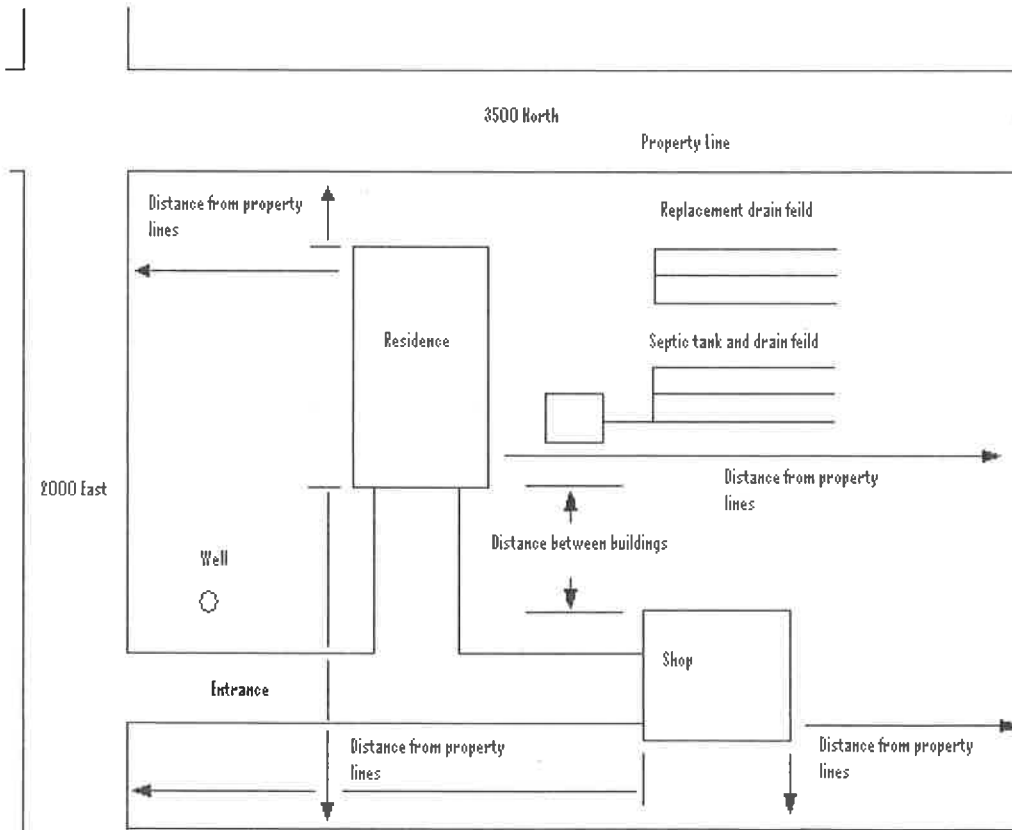 3500 North
Property line
Distance from property
lines
Replacement drain feild
Residence
Septic tank and drain feild
Distance from property
lines
2000 East
Distance between buildings
Well
Shop
Entrance
Distance from property
lines
Distance from property
lines